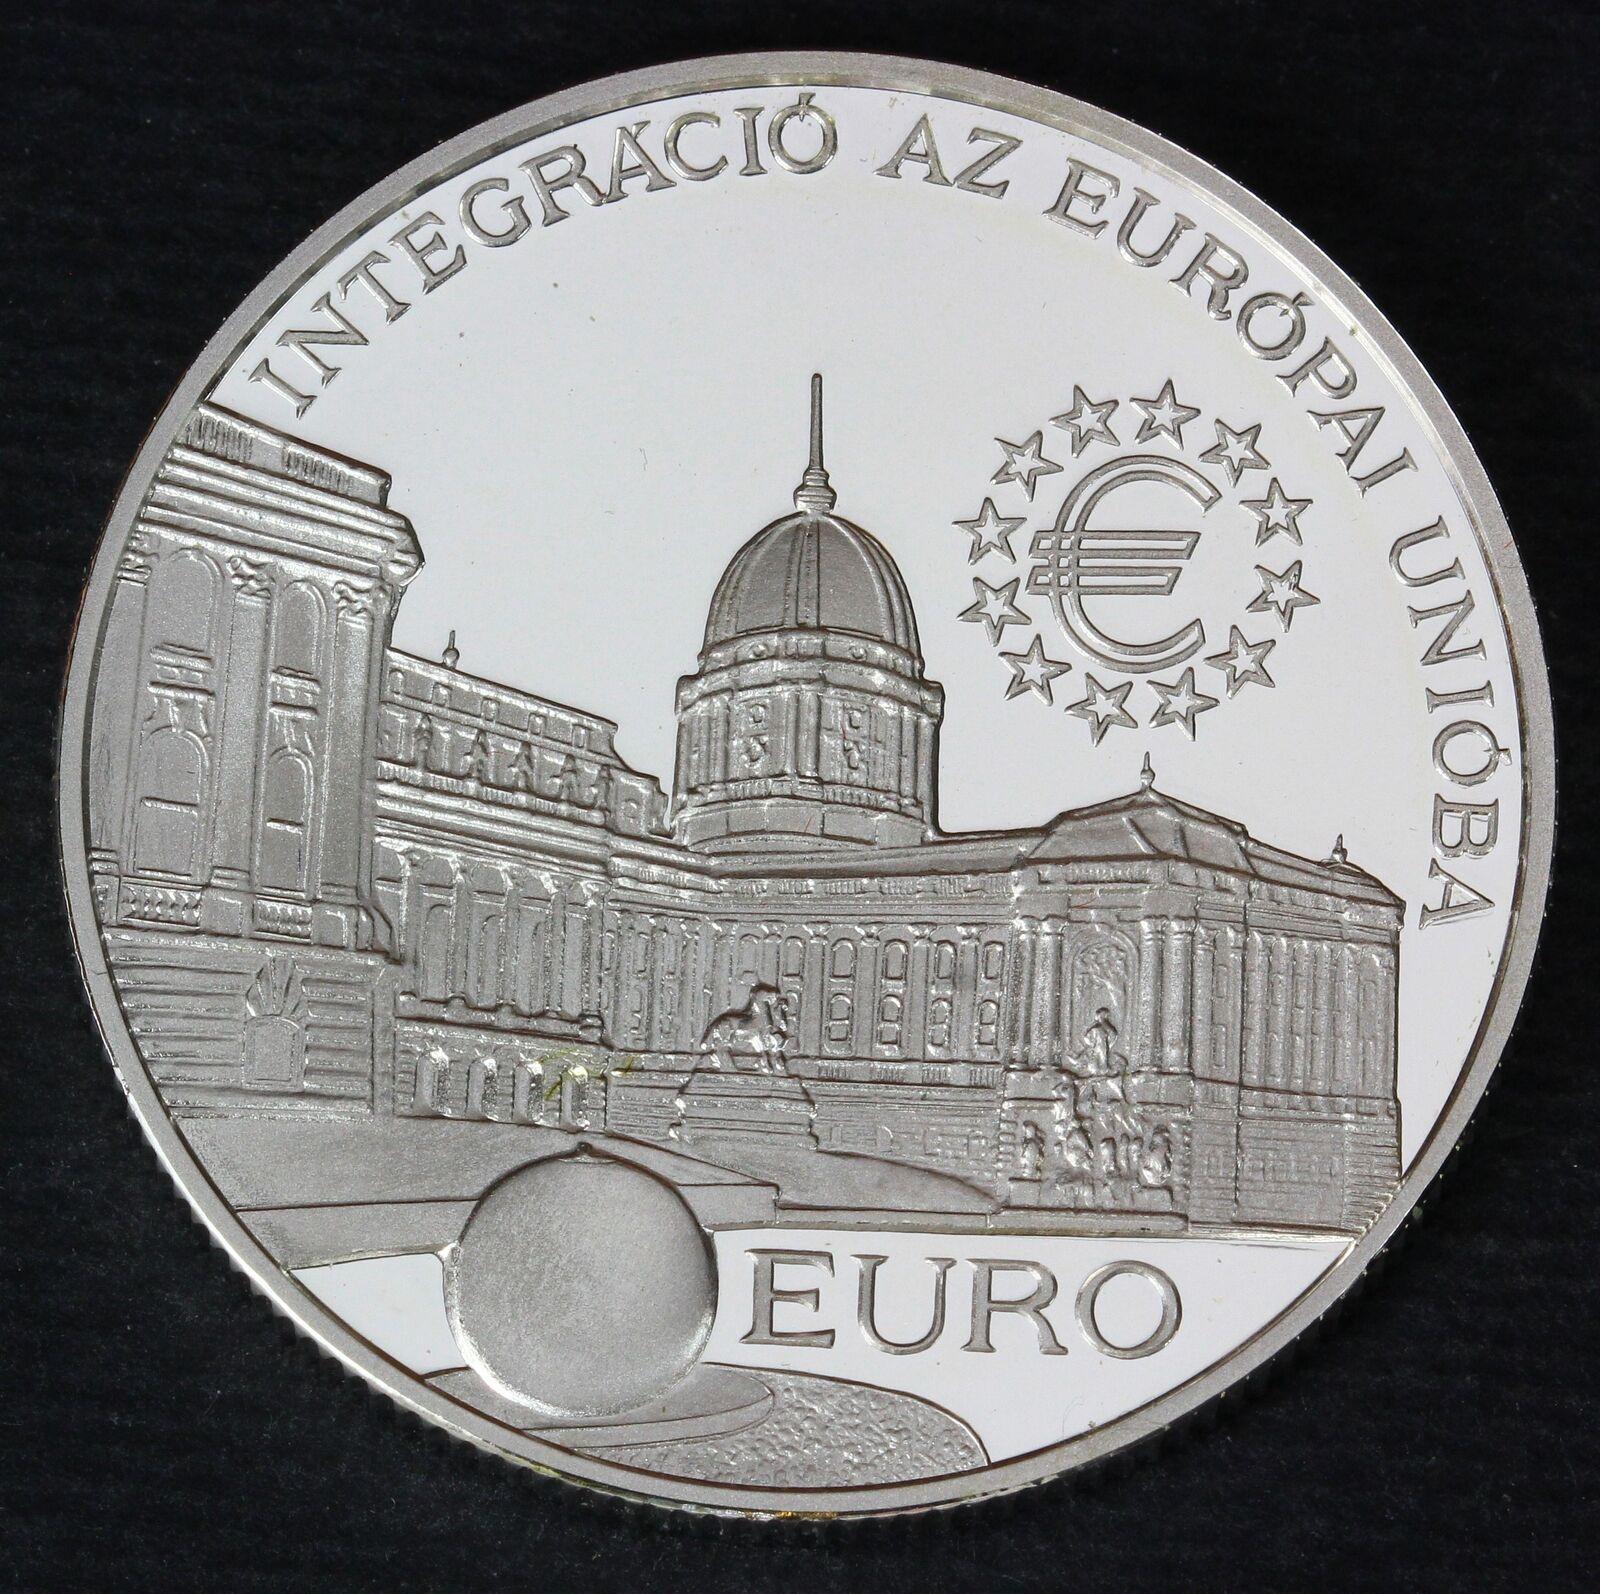 INTEGRÁCIÓ AZ EURÓPAI UNIÓBA
€
EURO